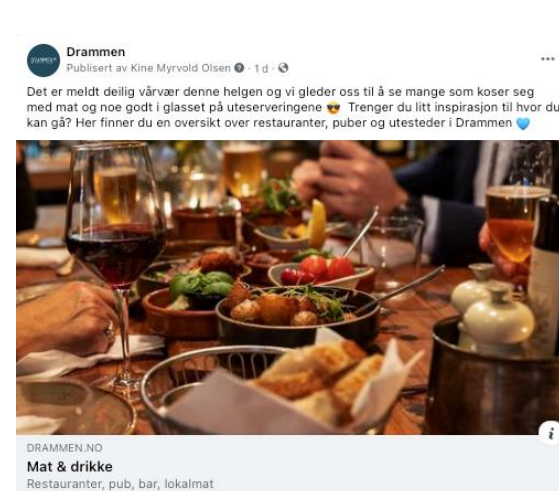 DRAMMEN
Drammen
Publisert av Kine Myrvold Olsen · 1 d ·
Det er meldt deilig vårvær denne helgen og vi gleder oss til å se mange som koser seg
med mat og noe godt i glasset på uteserveringene 😎 Trenger du litt inspirasjon til hvor du
kan gå? Her finner du en oversikt over restauranter, puber og utesteder i Drammen 💙
DRAMMEN.NO
Mat & drikke
Restauranter, pub, bar, lokalmat